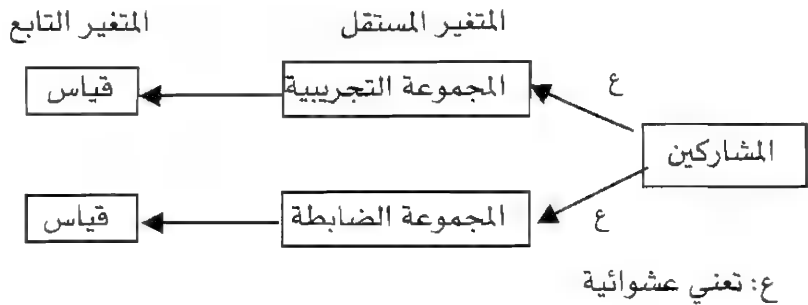 المتغير المستقل
المتغير التابع
ع
المجموعة التجريبية
قياس
المشاركين
المجموعة الضابطة
قياس
ع
ع: تعني عشوائية